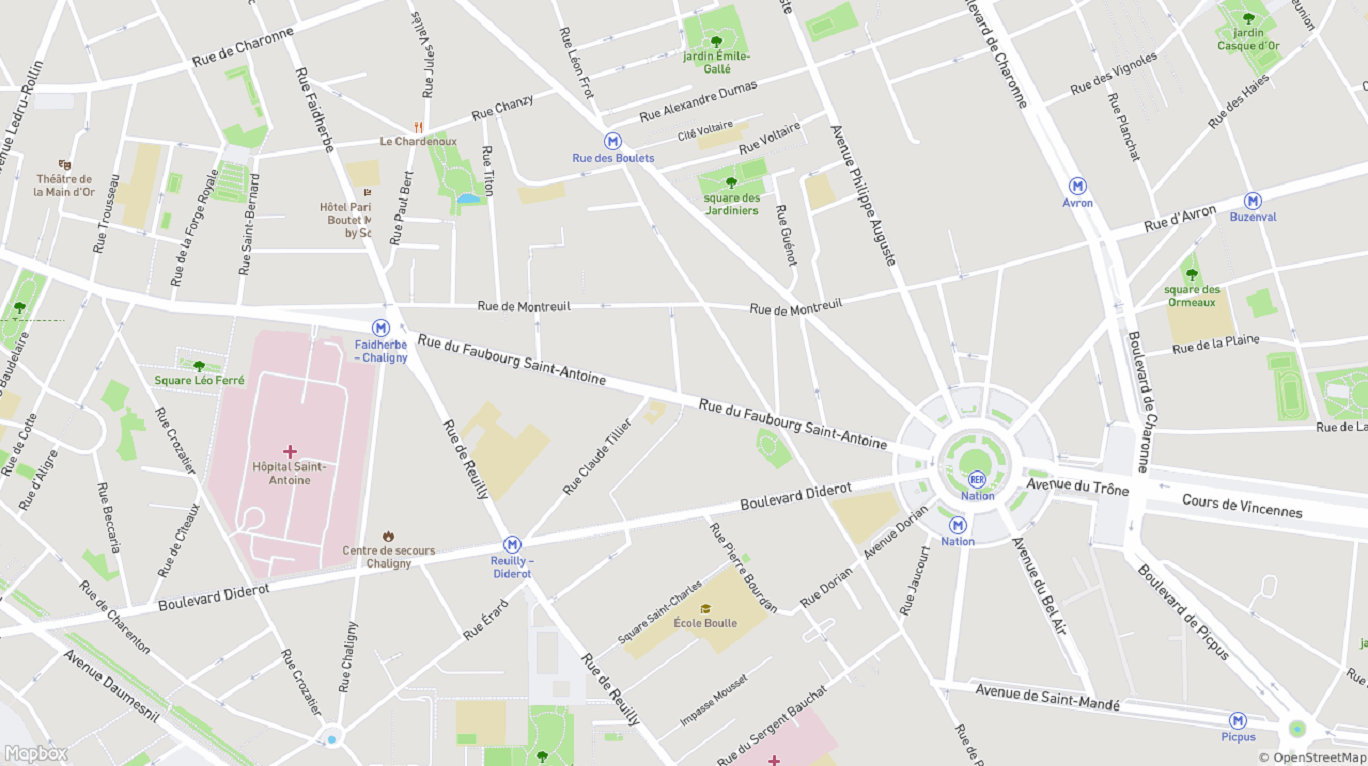 Rue de Charonne
Rue Jules Vallès
Rue Léon Frot
jardin Émile-
Gallé
Boulevard de Charonne
jardin
Casque d'Or
Rue des Vignoles
Rue Planchat
Rue des Haies
Avenue Ledru-Rollin
Rue Faidherbe
Rue Chanzy
Rue Alexandre Dumas
Cité Voltaire
Rue Voltaire
Le Chardenoux
Rue des Boulets
Avenue Philippe Auguste
Théâtre de
la Main d'Or
Rue Trousseau
Rue de la Forge Royale
Rue Saint-Bernard
Rue Paul Bert
Rue Titon
square des
Jardiniers
Rue Guénot
Avron
Rue d'Avron
Buzenval
square des
Ormeaux
Rue de Montreuil
Rue de Montreuil
Faidherbe
– Chaligny
Rue du Faubourg Saint-Antoine
Boulevard de Charonne
Rue de la Plaine
Square Léo Ferré
Rue Crozatier
Rue de Cotte
Rue d'Aligre
Rue Beccaria
Rue de Cîteaux
Hôpital Saint-
Antoine
Rue de Reuilly
Rue Claude Tillier
Rue du Faubourg Saint-Antoine
Rue de La
RER
Nation
Nation
Avenue du Trône
Cours de Vincennes
Boulevard Diderot
Centre de secours
Chaligny
Reuilly –
Diderot
Rue Pierre Bourdan
Avenue Dorian
Rue Dorian
Rue Jaucourt
Avenue du Bel Air
Boulevard de Picpus
Boulevard Diderot
Rue de Charenton
Avenue Daumesnil
Rue Crozatier
Rue Chaligny
Rue Érard
Square Saint-Charles
École Boulle
Rue de Reuilly
Impasse Mousset
Rue du Sergent Bauchat
Avenue de Saint-Mandé
Picpus
Mapbox
© OpenStreetMap